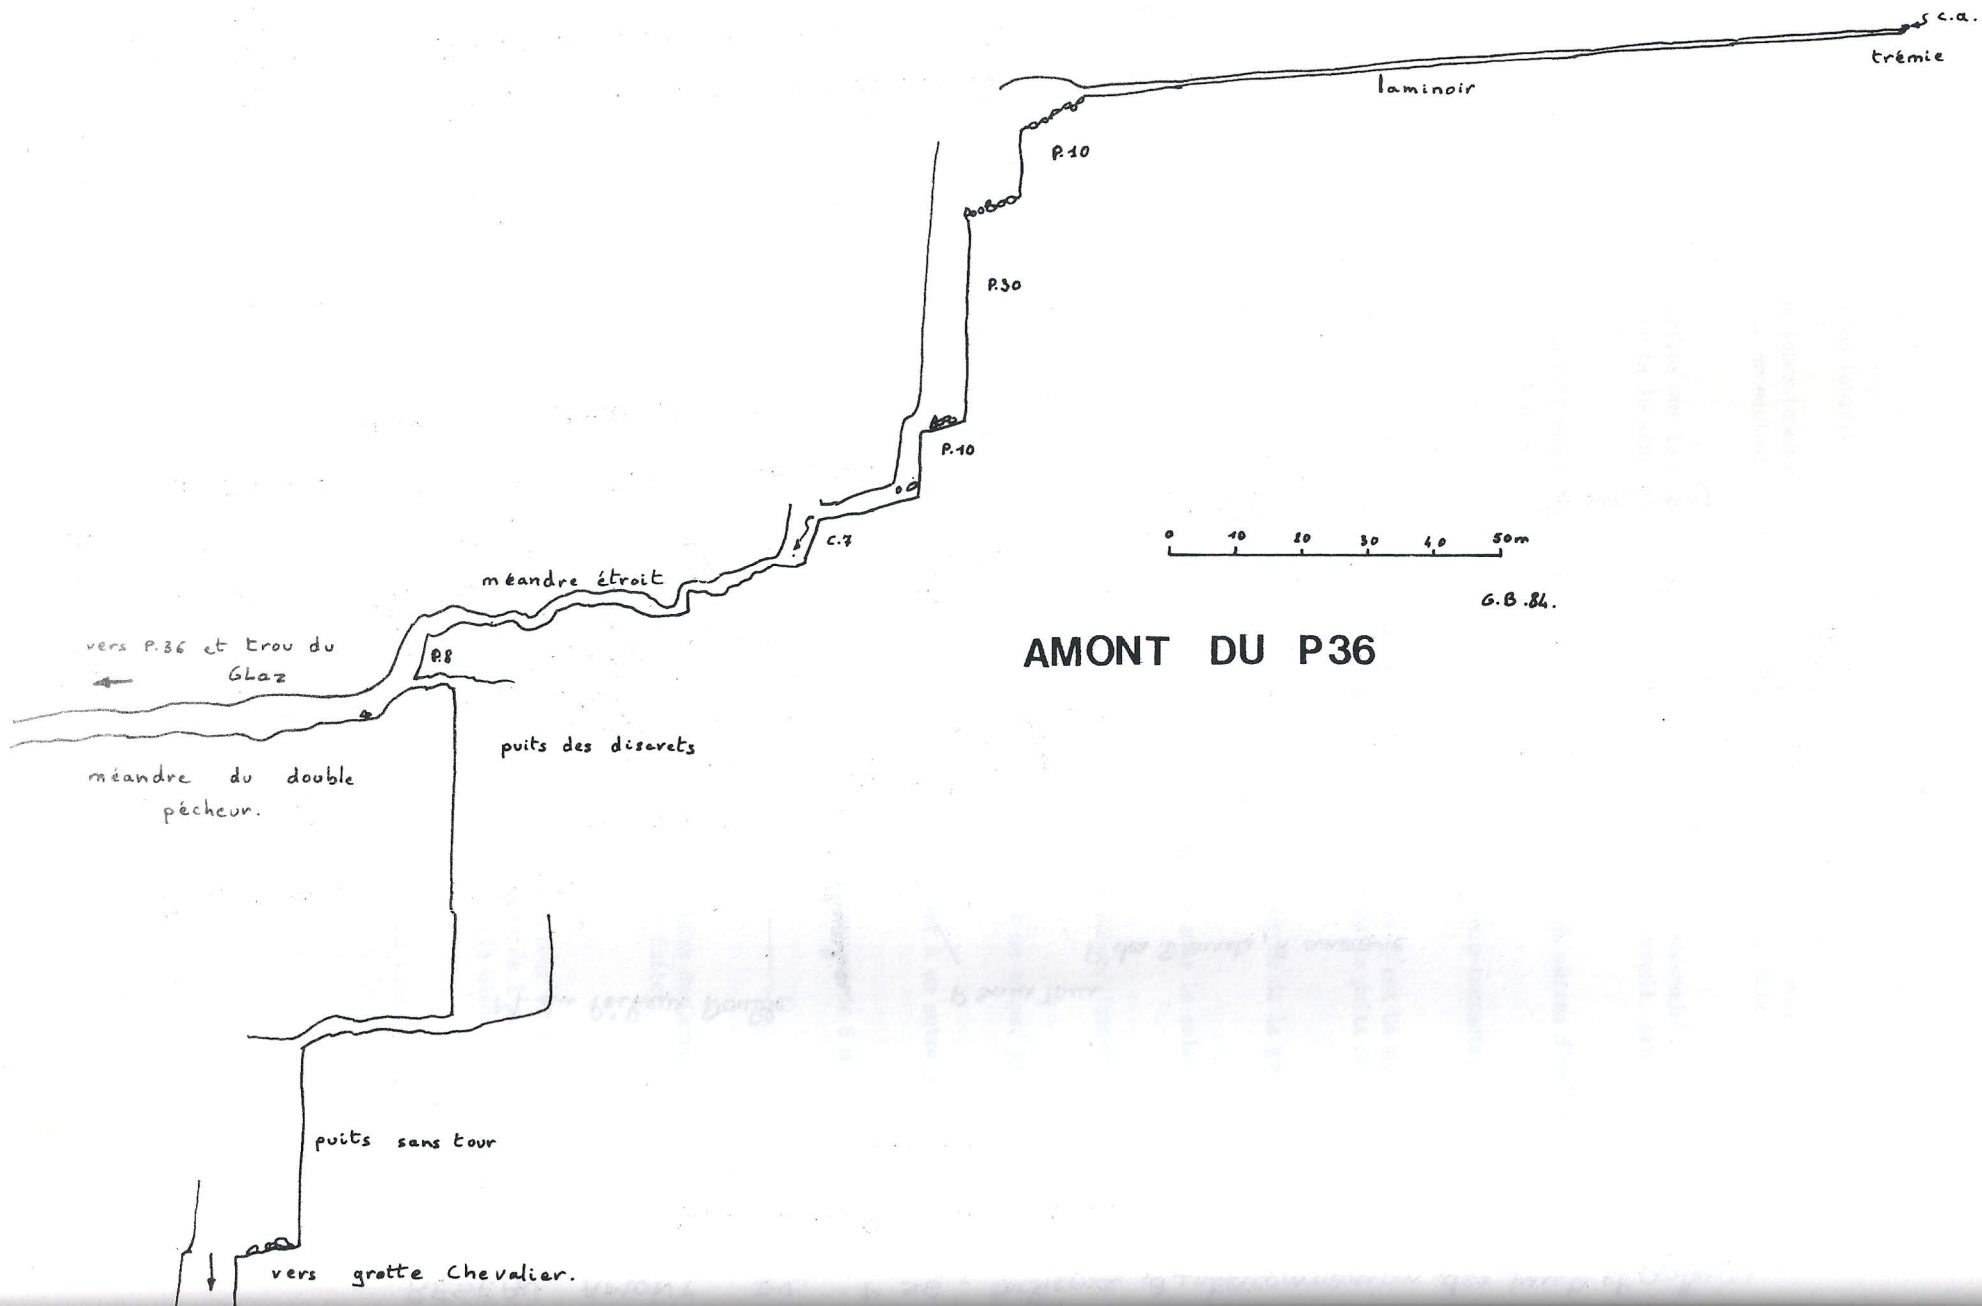 c.a.
trémie
laminoir
P.10
P.30
P.10
C.7
0 10 20 30 40 50m
G.B.84.
AMONT DU P36
méandre étroit
vers P.36 et trou du
GLaz
P.8
puits des discrets
méandre du double
pécheur.
puits sans tour
vers grotte Chevalier.